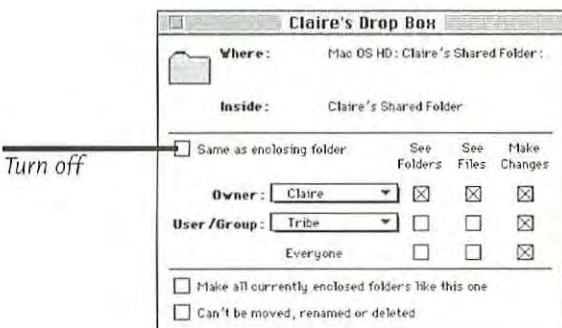 Claire's Drop Box
Where: Mac OS HD: Claire's Shared Folder:
Inside: Claire's Shared Folder
Turn off
Same as enclosing folder
See Folders
See Files
Make Changes
Owner: Claire
User/Group: Tribe
Everyone
Make all currently enclosed folders like this one
Can't be moved, renamed or deleted